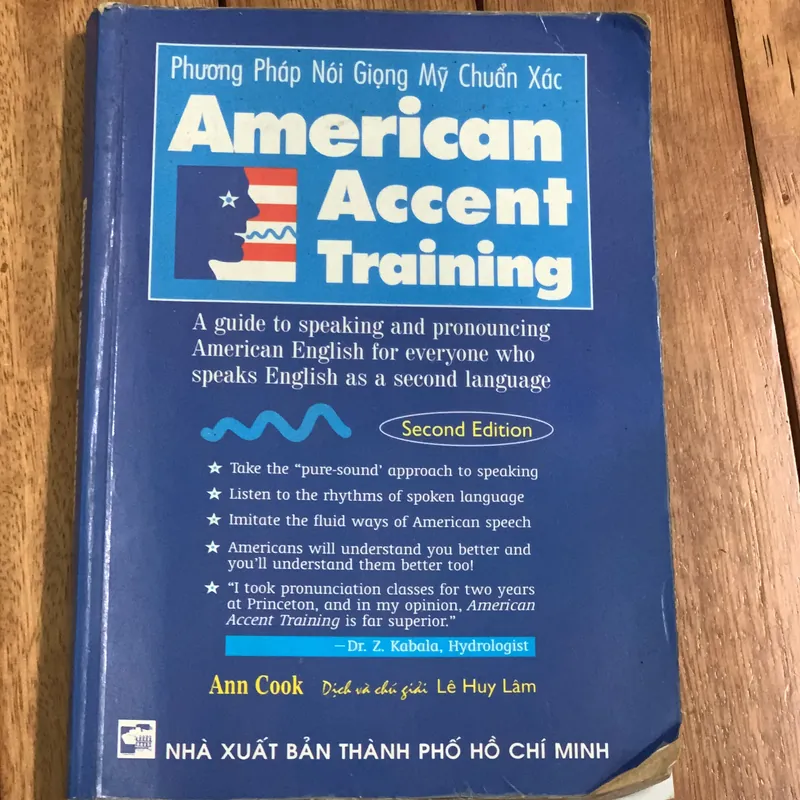 Phương Pháp Nói Giọng Mỹ Chuẩn Xác
American
Accent
Training
A guide to speaking and pronouncing
American English for everyone who
speaks English as a second language
Second Edition
Take the "pure-sound' approach to speaking
Listen to the rhythms of spoken language
Imitate the fluid ways of American speech
Americans will understand you better and
you'll understand them better too!
"I took pronunciation classes for two years
at Princeton, and in my opinion, American
Accent Training is far superior."
—Dr. Z. Kabala, Hydrologist
Ann Cook Dịch và chú giải Lê Huy Lâm
NHÀ XUẤT BẢN THÀNH PHỐ HỒ CHÍ MINH